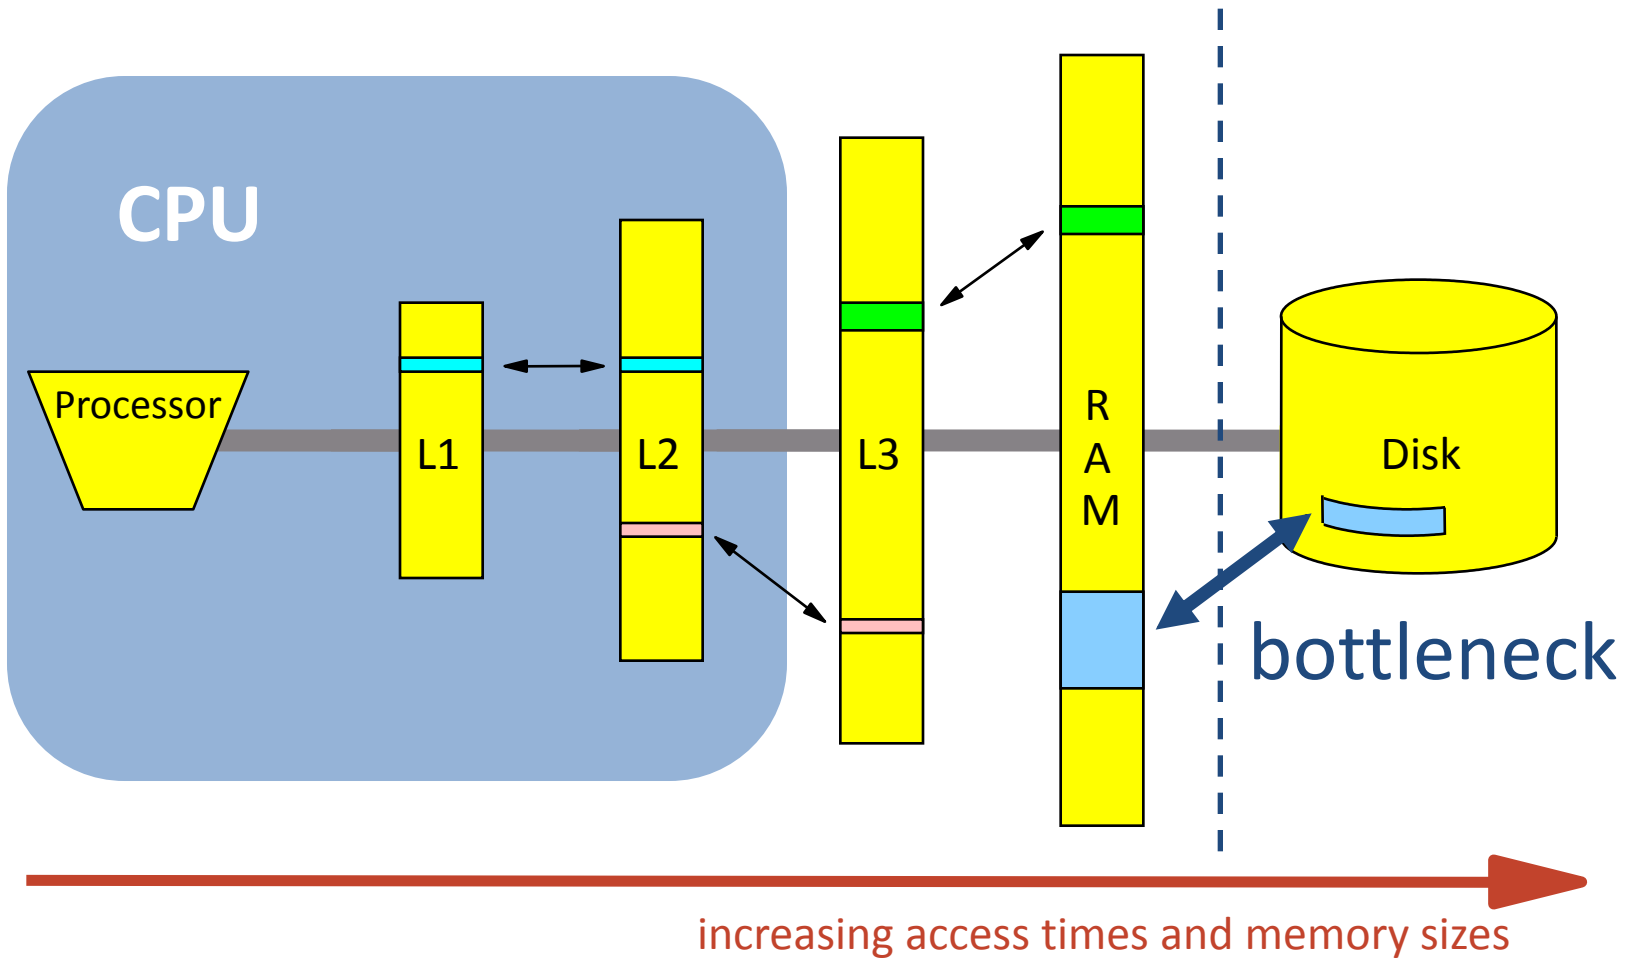 CPU
Processor
L1
L2
L3
R
A
M
Disk
bottleneck
increasing access times and memory sizes